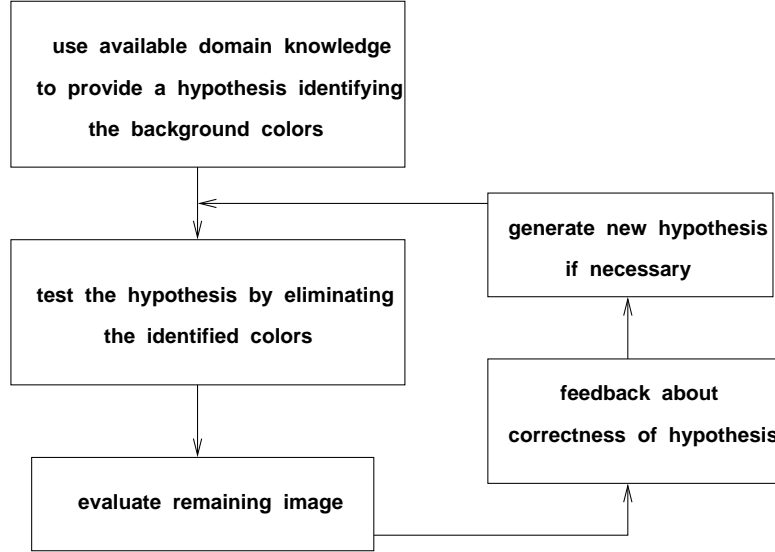 use available domain knowledge
to provide a hypothesis identifying
the background colors
test the hypothesis by eliminating
the identified colors
evaluate remaining image
feedback about
correctness of hypothesis
generate new hypothesis
if necessary